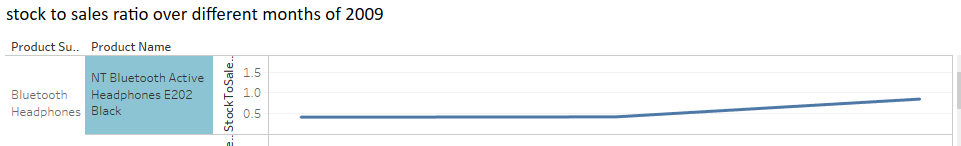 stock to sales ratio over different months of 2009
Product Su.. Product Name
Bluetooth
Headphones
NT Bluetooth Active
Headphones E202
Black
StockToSale..
1.5
1.0
0.5
e..